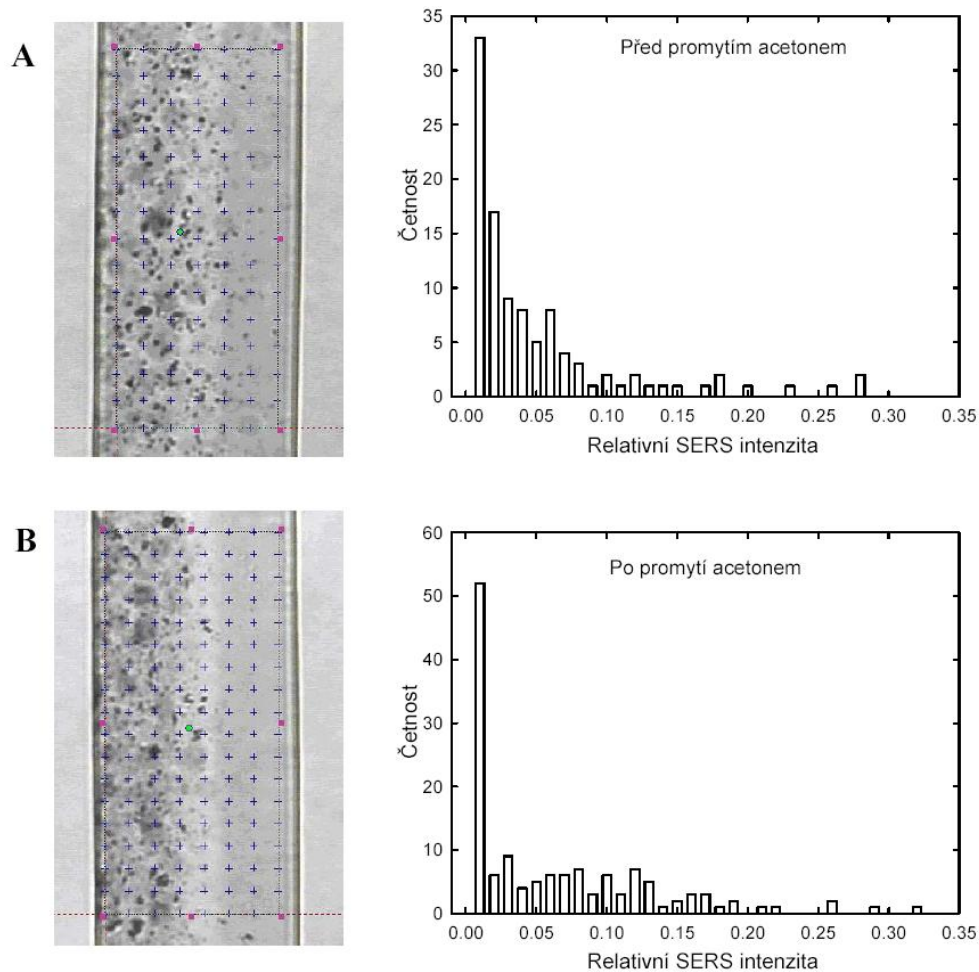 A
Před promytím acetonem
35
30
25
20
15
10
5
0
Četnost
0.00 0.05 0.10 0.15 0.20 0.25 0.30 0.35
Relativní SERS intenzita
B
Po promytí acetonem
60
50
40
30
20
10
0
Četnost
0.00 0.05 0.10 0.15 0.20 0.25 0.30 0.35
Relativní SERS intenzita